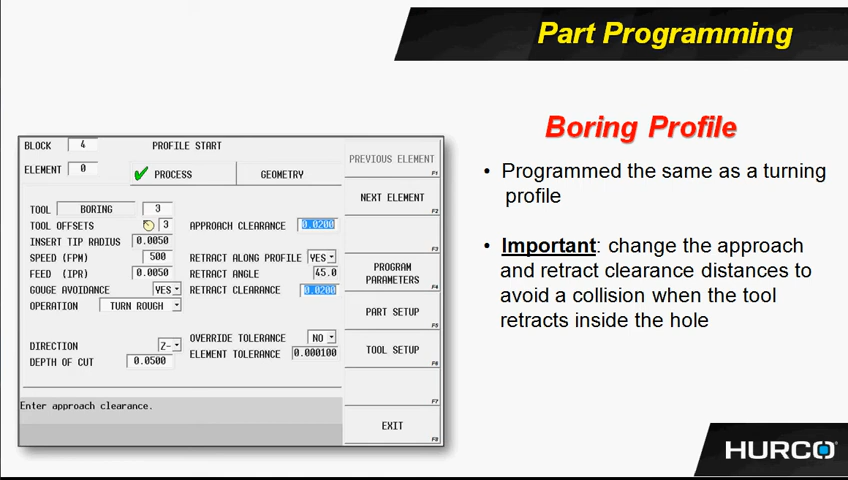 Part Programming
BLOCK 4 PROFILE START
ELEMENT 0
PROCESS GEOMETRY
TOOL BORING 3
TOOL OFFSETS 3 APPROACH CLEARANCE 0.0200
INSERT TIP RADIUS 0.0050
SPEED (FPM) 500 RETRACT ALONG PROFILE YES
FEED (IPR) 0.0050 RETRACT ANGLE 45.0
GOUGE AVOIDANCE YES RETRACT CLEARANCE 0.0200
OPERATION TURN ROUGH
OVERRIDE TOLERANCE NO
DIRECTION Z- ELEMENT TOLERANCE 0.000100
DEPTH OF CUT 0.0500
Enter approach clearance.
PREVIOUS ELEMENT F1
NEXT ELEMENT F2
F3
PROGRAM
PARAMETERS F4
PART SETUP F5
TOOL SETUP F6
F7
EXIT F8
Boring Profile
• Programmed the same as a turning
profile
• Important: change the approach
and retract clearance distances to
avoid a collision when the tool
retracts inside the hole
HURCO